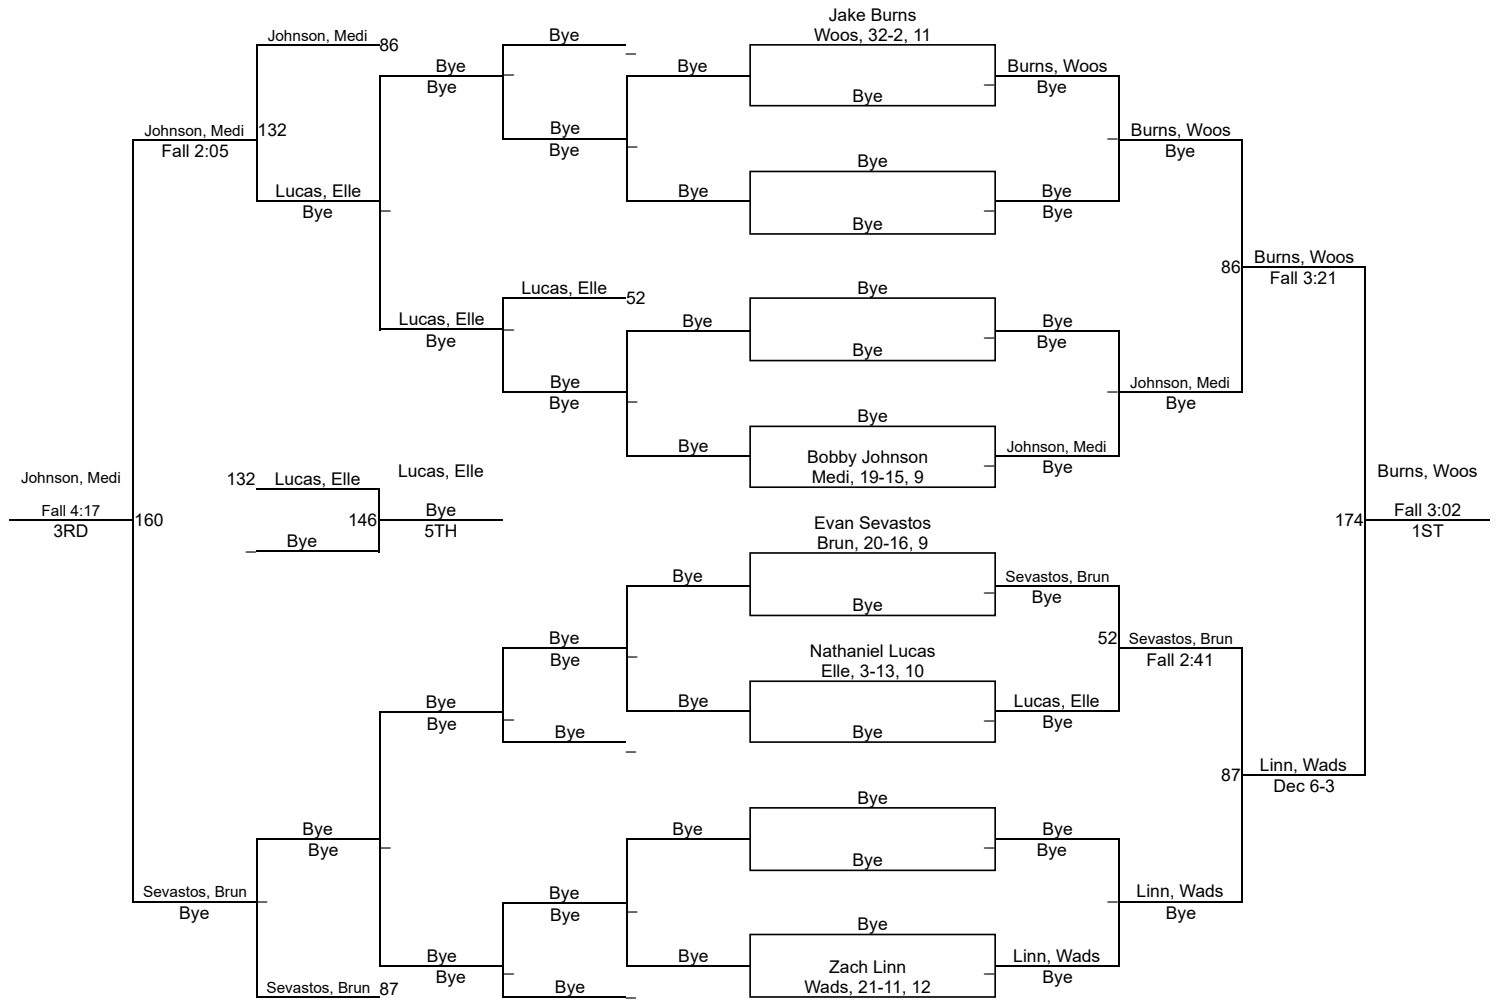 Jake Burns
Woos, 32-2, 11
Johnson, Medi
86
Bye
_
Bye
Bye
Bye
_
Burns, Woos
Bye
_
Bye
Johnson, Medi
132
Fall 2:05
Bye
Bye
_
Burns, Woos
_
Bye
Bye
Lucas, Elle
Bye
_
Bye
_
Bye
Bye
Bye
86
Burns, Woos
Fall 3:21
Lucas, Elle
52
Bye
Lucas, Elle
Bye
_
Bye
Bye
_
Bye
Bye
Bye
Bye
_
Johnson, Medi
_
Bye
Bye
Bye
Bobby Johnson
Medi, 19-15, 9
Johnson, Medi
_
Bye
Johnson, Medi
Fall 4:17
3RD
160
132
Lucas, Elle
146
_
Bye
Lucas, Elle
Bye
5TH
Burns, Woos
174
Fall 3:02
1ST
Evan Sevastos
Brun, 20-16, 9
Bye
_
Sevastos, Brun
Bye
Bye
Bye
Bye
_
52
Sevastos, Brun
Fall 2:41
Nathaniel Lucas
Elle, 3-13, 10
Bye
Bye
_
Bye
Bye
_
_
Lucas, Elle
Bye
Bye
87
Linn, Wads
Dec 6-3
Bye
Bye
Bye
_
Bye
_
Bye
Bye
Bye
Sevastos, Brun
_
Bye
Bye
Bye
_
_
Linn, Wads
Bye
Bye
Bye
Bye
_
Bye
Zach Linn
Wads, 21-11, 12
_
Linn, Wads
Bye
Sevastos, Brun
87
Bye
_